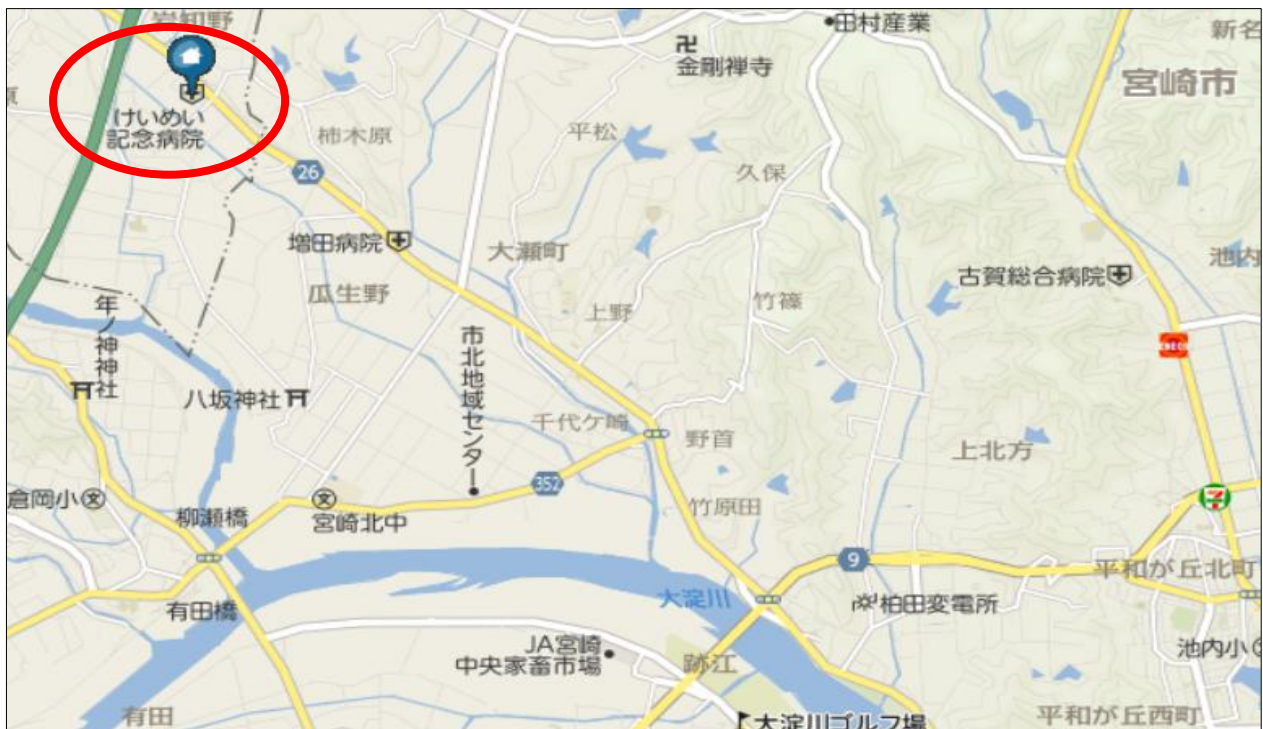 岩知野
田村産業
新名
卍
金剛禅寺
宮崎市
原
けいめい
記念病院
柿木原
平松
久保
26
増田病院
大瀬町
古賀総合病院
池内
瓜生野
上野
竹篠
年ノ神神社
市北地域センター
ENEOS
八坂神社
千代ケ崎
野首
上北方
352
倉岡小
文
柳瀬橋
文
宮崎北中
竹原田
7
9
平和が丘北町
有田橋
大淀川
柏田変電所
JA宮崎
中央家畜市場
跡江
池内小
有田
大淀川ゴルフ場
平和が丘西町